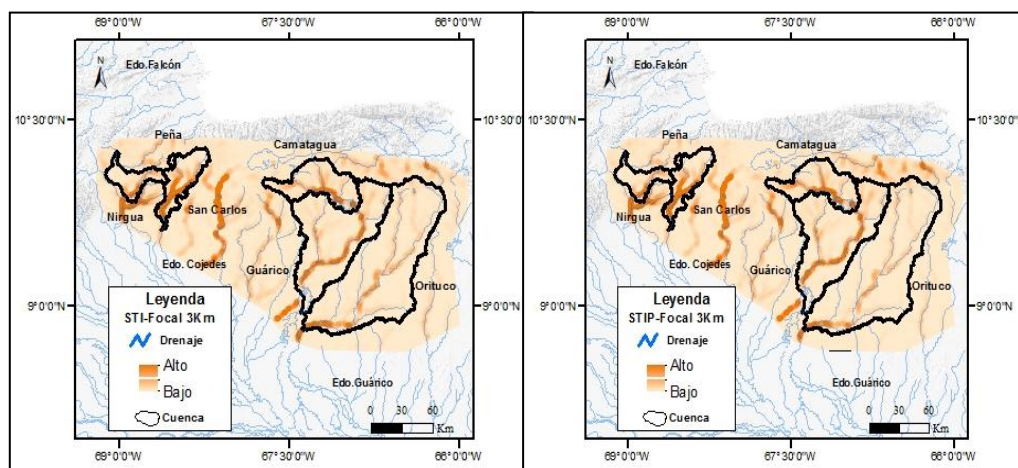 69°0'0"W 67°30'0"W 66°0'0"W
N
Edo.Falcón
10°30'0"N
Peña
Camatagua
Nirgua
San Carlos
Edo. Cojedes
Guárico
Orituco
9°0'0"N
9°0'0"N
Leyenda
STI-Focal 3Km
Drenaje
Alto
Bajo
Cuenca
Edo.Guárico
0 30 60
Km
69°0'0"W 67°30'0"W 66°0'0"W
69°0'0"W 67°30'0"W 66°0'0"W
N
Edo.Falcón
10°30'0"N
10°30'0"N
Peña
Camatagua
Nirgua
San Carlos
Edo. Cojedes
Guárico
Orituco
9°0'0"N
9°0'0"N
Leyenda
STIP-Focal 3Km
Drenaje
Alto
Bajo
Cuenca
Edo.Guárico
0 30 60
Km
69°0'0"W 67°30'0"W 66°0'0"W